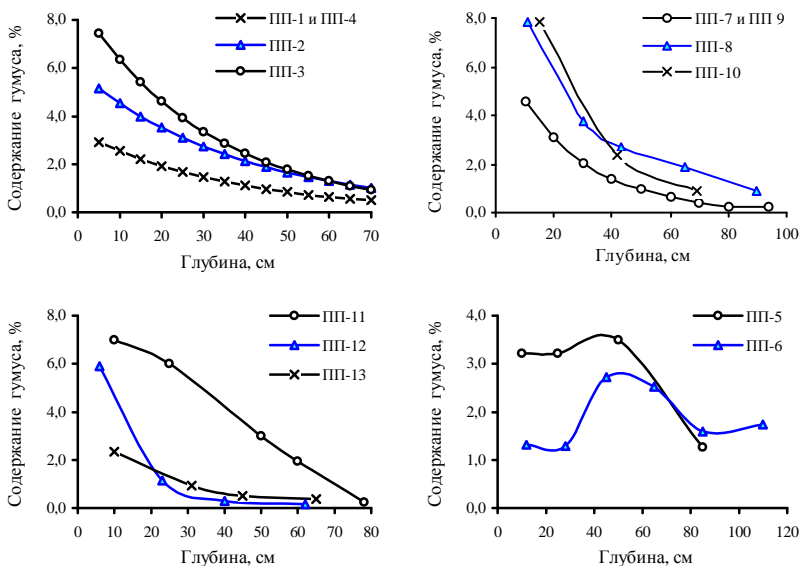 ПП-1 и ПП-4
ПП-2
ПП-3
Содержание гумуса, %
8,0
6,0
4,0
2,0
0,0
0 10 20 30 40 50 60 70
Глубина, см
ПП-7 и ПП 9
ПП-8
ПП-10
Содержание гумуса, %
8,0
6,0
4,0
2,0
0,0
0 20 40 60 80 100
Глубина, см
ПП-11
ПП-12
ПП-13
Содержание гумуса, %
8,0
6,0
4,0
2,0
0,0
0 10 20 30 40 50 60 70 80
Глубина, см
ПП-5
ПП-6
Содержание гумуса, %
4,0
3,0
2,0
1,0
0,0
0 20 40 60 80 100 120
Глубина, см